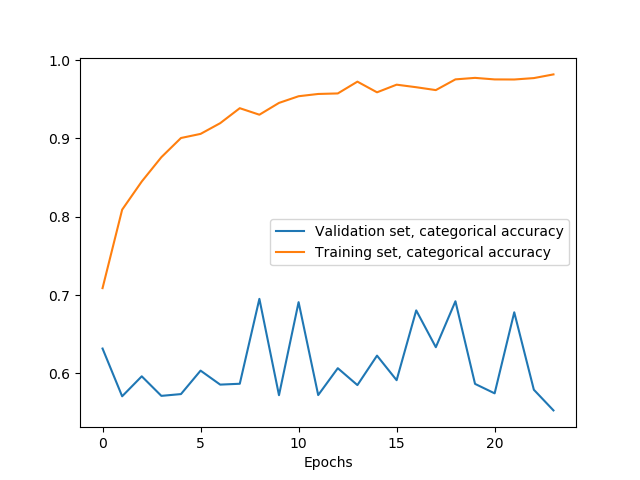 1.0
0.9
0.8
0.7
0.6
Validation set, categorical accuracy
Training set, categorical accuracy
0 5 10 15 20
Epochs